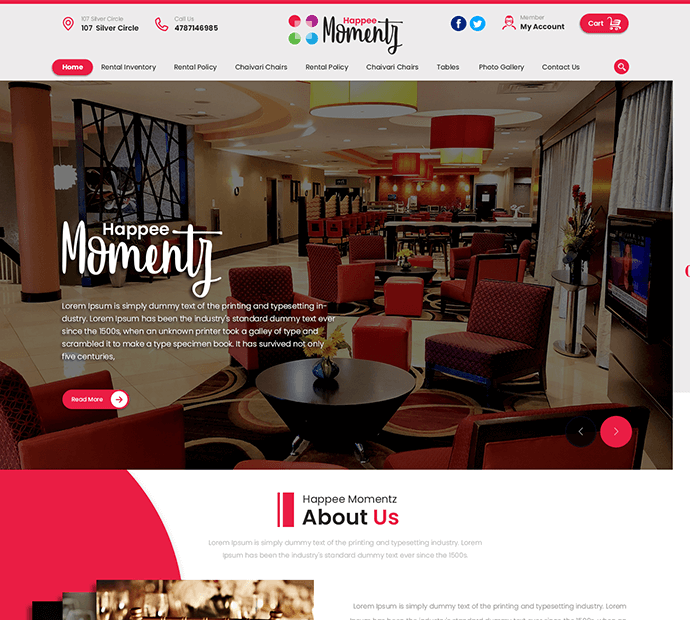 107 Silver Circle
107 Silver Circle
Call Us
4787146985
Happee
Momentz
Member
My Account
Cart
Home
Rental Inventory
Rental Policy
Chaivari Chairs
Rental Policy
Chaivari Chairs
Tables
Photo Gallery
Contact Us
Happee
Momentz
Lorem Ipsum is simply dummy text of the printing and typesetting in-
dustry. Lorem Ipsum has been the industry's standard dummy text ever
since the 1500s, when an unknown printer took a galley of type and
scrambled it to make a type specimen book. It has survived not only
five centuries,
Read More
Happee Momentz
About Us
Lorem Ipsum is simply dummy text of the printing and typesetting industry. Lorem
Ipsum has been the industry's standard dummy text ever since the 1500s.
Lorem Ipsum is simply dummy text of the printing and typesetting